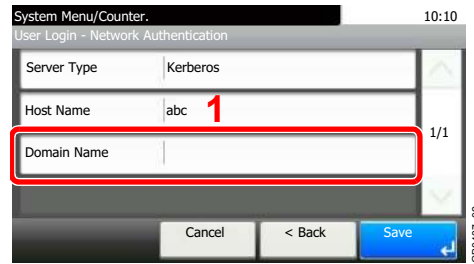 System Menu/Counter. 10:10
User Login - Network Authentication
Server Type Kerberos
Host Name abc 1
1/1
Domain Name
Cancel < Back Save